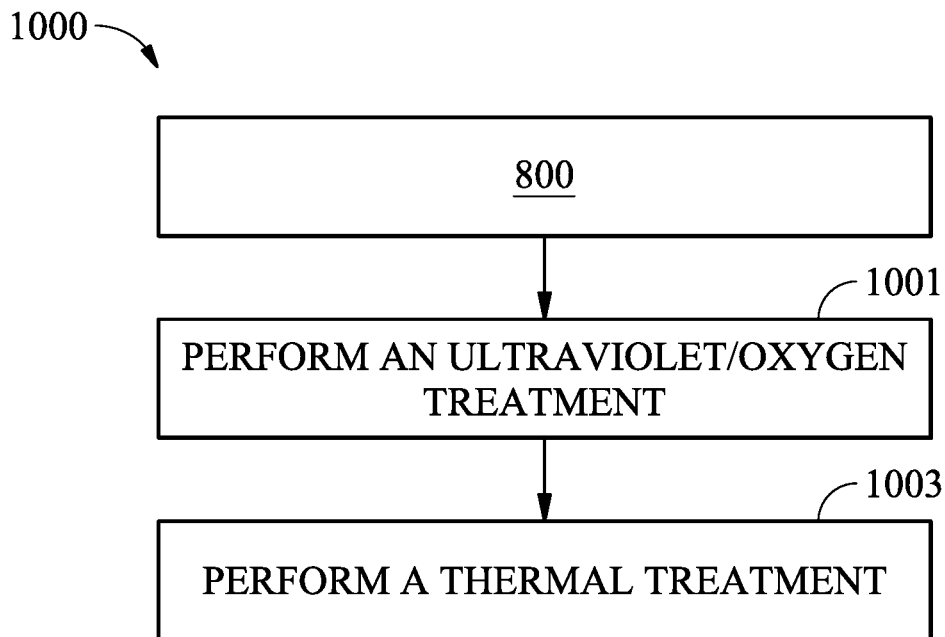 1000
800
1001
PERFORM AN ULTRAVIOLET/OXYGEN
TREATMENT
1003
PERFORM A THERMAL TREATMENT